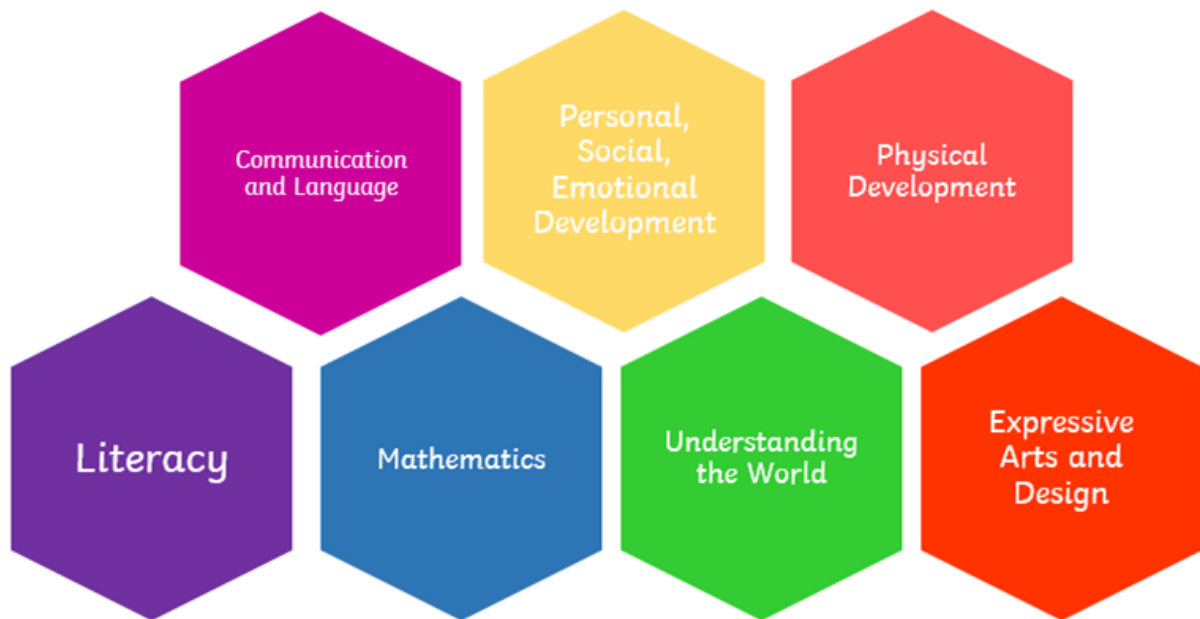 Communication
and Language
Personal,
Social,
Emotional
Development
Physical
Development
Literacy
Mathematics
Understanding
the World
Expressive
Arts and
Design